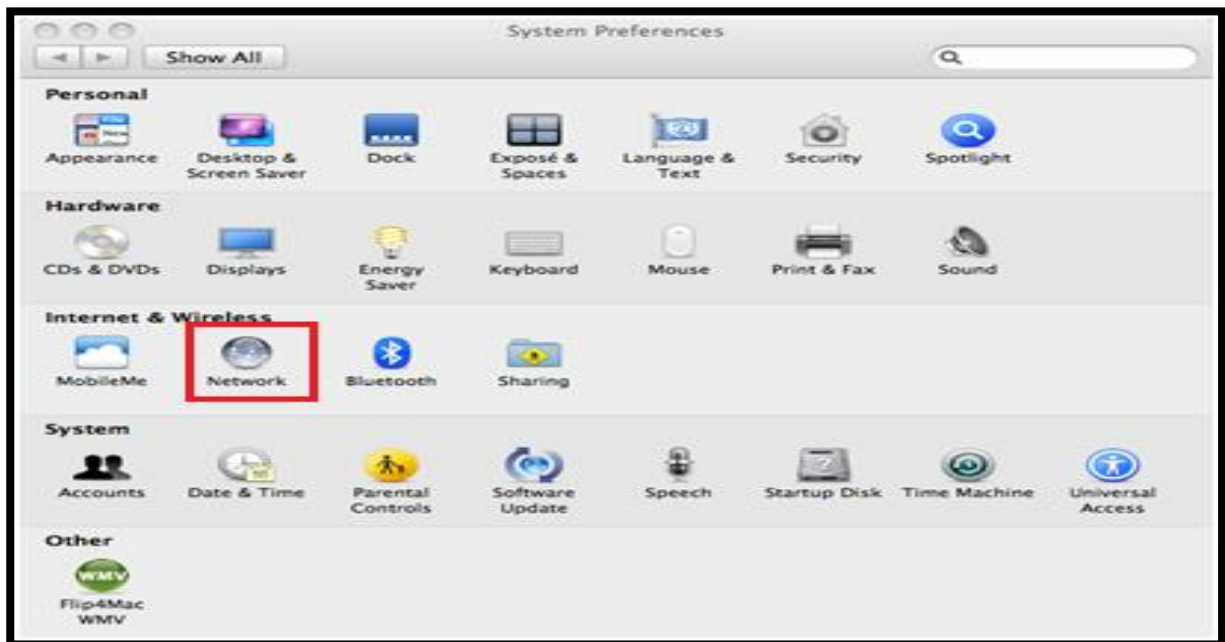 System Preferences
Show All
Personal
Appearance
Desktop &
Screen Saver
Dock
Exposé &
Spaces
Language &
Text
Security
Spotlight
Hardware
CDs & DVDs
Displays
Energy
Saver
Keyboard
Mouse
Print & Fax
Sound
Internet & Wireless
MobileMe
Network
Bluetooth
Sharing
System
Accounts
Date & Time
Parental
Controls
Software
Update
Speech
Startup Disk
Time Machine
Universal
Access
Other
WMV
Flip4Mac
WMV